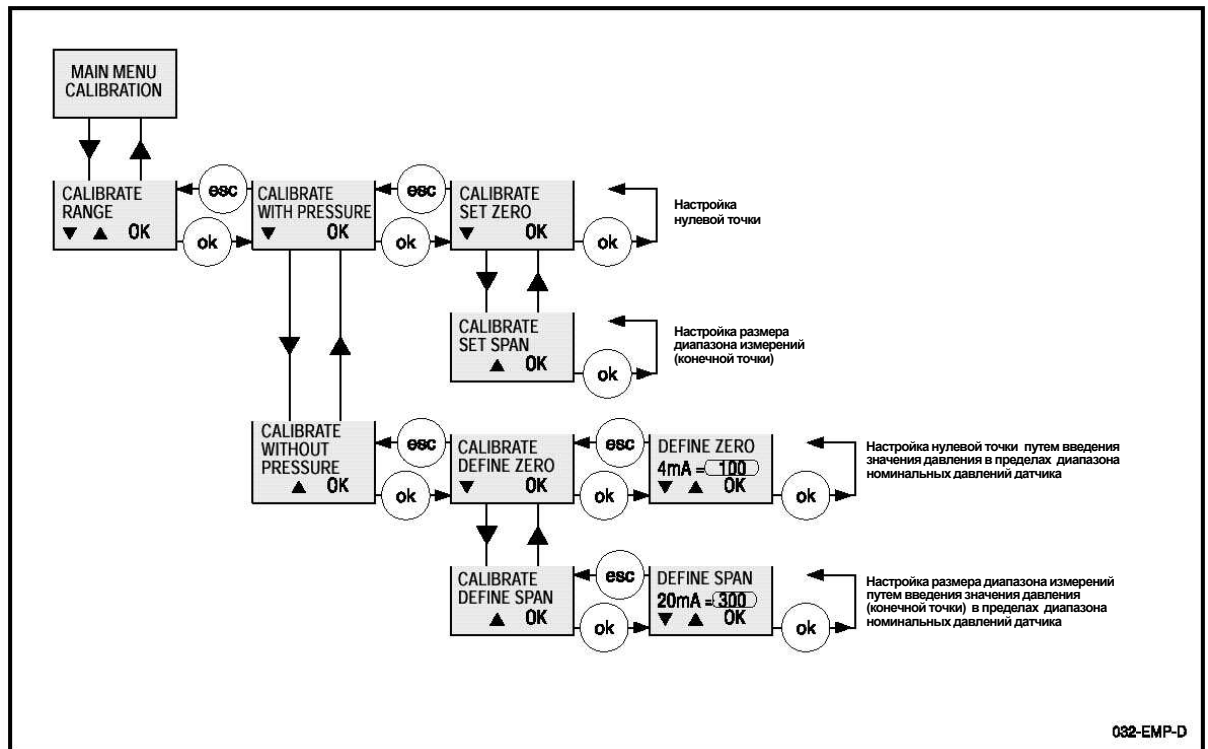 MAIN MENU
CALIBRATION
CALIBRATE
RANGE
▼ ▲ OK
esc
ok
CALIBRATE
WITH PRESSURE
▼ OK
esc
ok
CALIBRATE
SET ZERO
▼ OK
ok
Настройка
нулевой точки
CALIBRATE
SET SPAN
▲ OK
ok
Настройка размера
диапазона измерений
(конечной точки)
CALIBRATE
WITHOUT
PRESSURE
▲ OK
esc
ok
CALIBRATE
DEFINE ZERO
▼ OK
esc
ok
DEFINE ZERO
4mA = 100
▼ ▲ OK
ok
Настройка нулевой точки путем введения
значения давления в пределах диапазона
номинальных давлений датчика
CALIBRATE
DEFINE SPAN
▲ OK
esc
ok
DEFINE SPAN
20mA = 300
▼ ▲ OK
ok
Настройка размера диапазона измерений
путем введения значения давления
(конечной точки) в пределах диапазона
номинальных давлений датчика
032-EMP-D